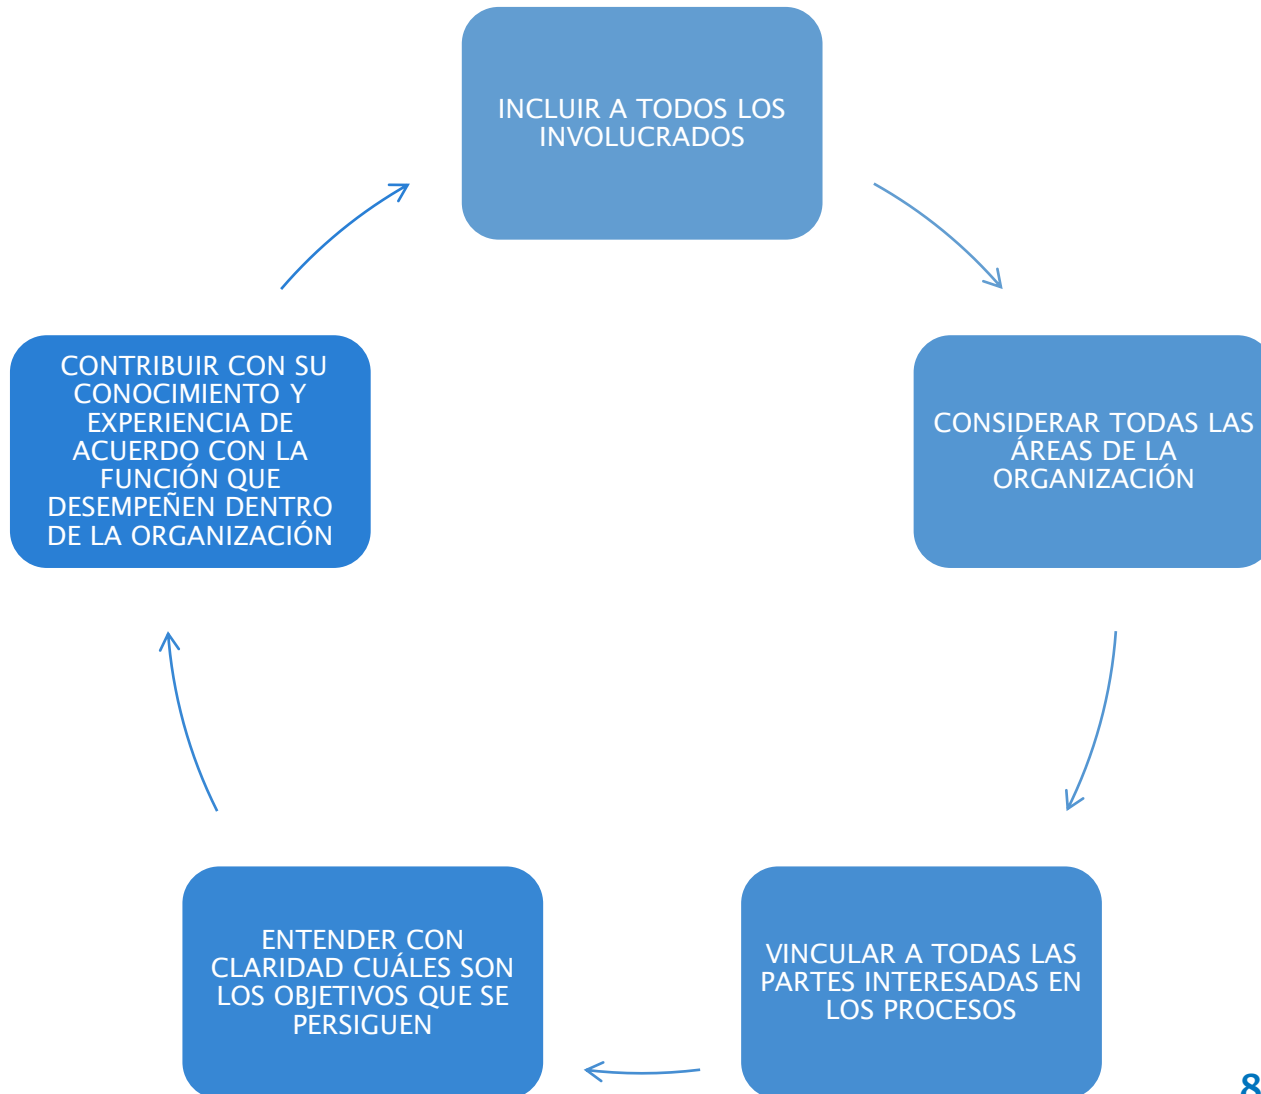 INCLUIR A TODOS LOS
INVOLUCRADOS
CONSIDERAR TODAS LAS
ÁREAS DE LA
ORGANIZACIÓN
VINCULAR A TODAS LAS
PARTES INTERESADAS EN
LOS PROCESOS
ENTENDER CON
CLARIDAD CUÁLES SON
LOS OBJETIVOS QUE SE
PERSIGUEN
CONTRIBUIR CON SU
CONOCIMIENTO Y
EXPERIENCIA DE
ACUERDO CON LA
FUNCIÓN QUE
DESEMPEÑEN DENTRO
DE LA ORGANIZACIÓN
8